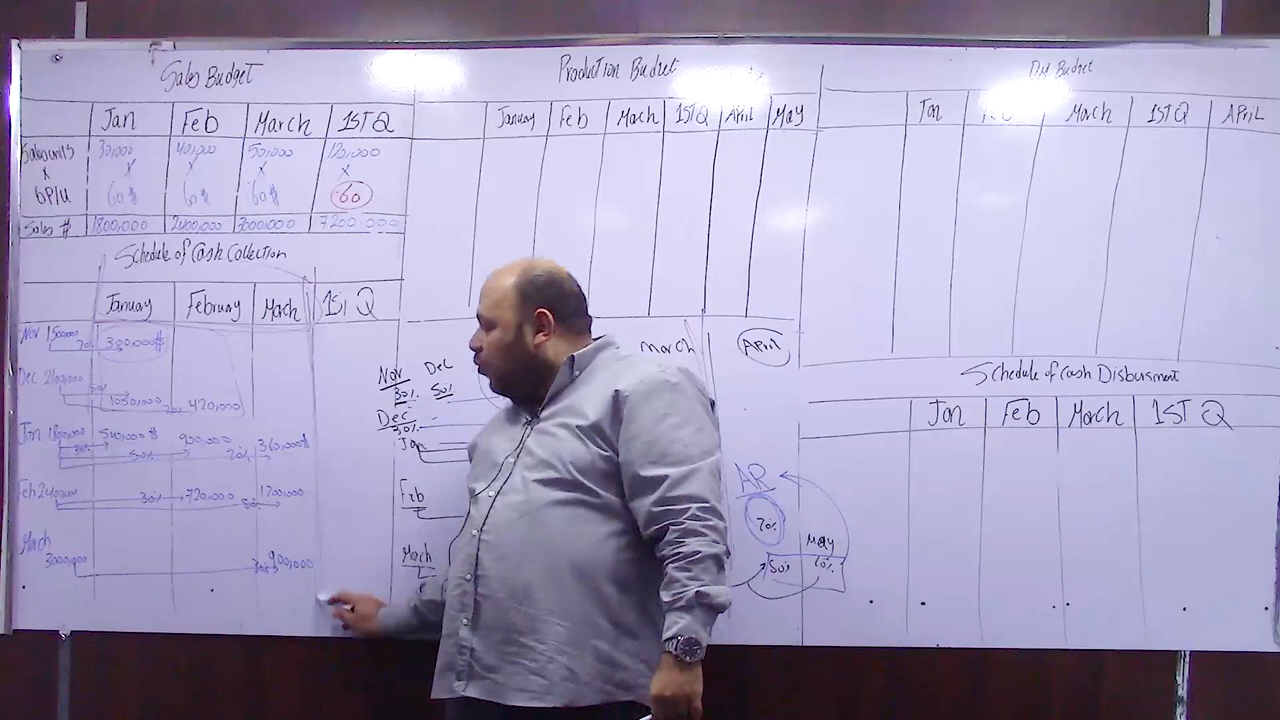 Sales Budget
Jan Feb March 1ST Q
Sales units 30,000 40,000 50,000 120,000
x x x x x
6P/U 60$ 60$ 60$ 60
Sales $ 1800,000 2400,000 3000,000 7200,000
Schedule of Cash Collection
January February March 1ST Q
Nov 1500,000 20% 300,000$
Dec 2100,000 50%
1050,000 20% 420,000
Jan 1800,000 540,000$ 900,000 360,000$
30% 50% 20%
Feb 2400,000 30% 720,000 1200,000
50%
March
3000,000 30% 900,000
Production Budget
January Feb March 1ST Q April May
Nov Dec March April
30% 50%
Dec
30%
Jan
Feb
March
AR
70%
May
50% 20%
DM Budget
Jan March 1ST Q APRIL
Schedule of Cash Disbursment
Jan Feb March 1ST Q